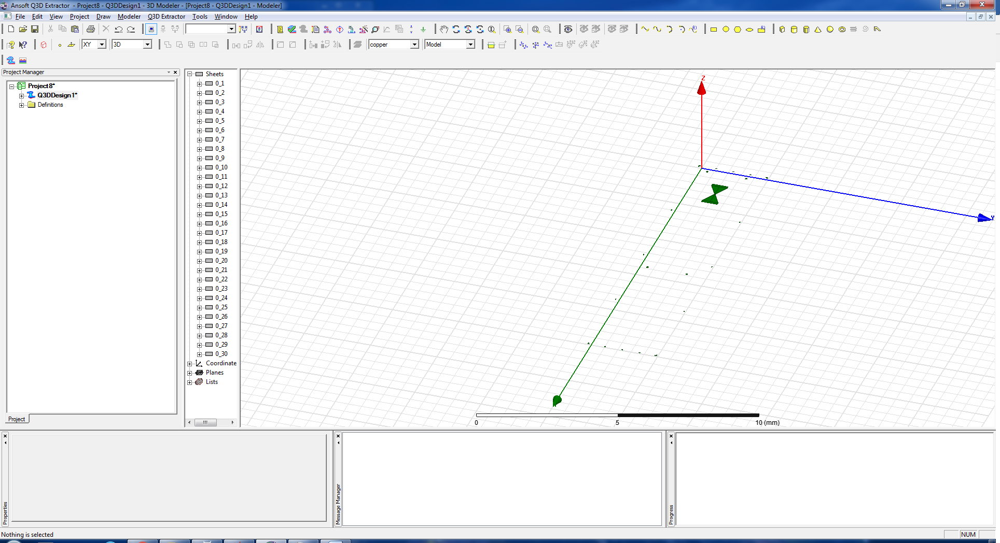 Ansoft Q3D Extractor - Project8 - Q3DDesign1 - 3D Modeler - [Project8 - Q3DDesign1 - Modeler]
File Edit View Project Draw Modeler Q3D Extractor Tools Window Help
XY 3D copper Model
Project Manager
Project8*
Q3DDesign1*
Definitions
Project
Sheets
0_1
0_2
0_3
0_4
0_5
0_6
0_7
0_8
0_9
0_10
0_11
0_12
0_13
0_14
0_15
0_16
0_17
0_18
0_19
0_20
0_21
0_22
0_23
0_24
0_25
0_26
0_27
0_28
0_29
0_30
Coordinate
Planes
Lists
Z
Y
0 5 10 (mm)
Properties
Message Manager
Progress
Nothing is selected
NUM